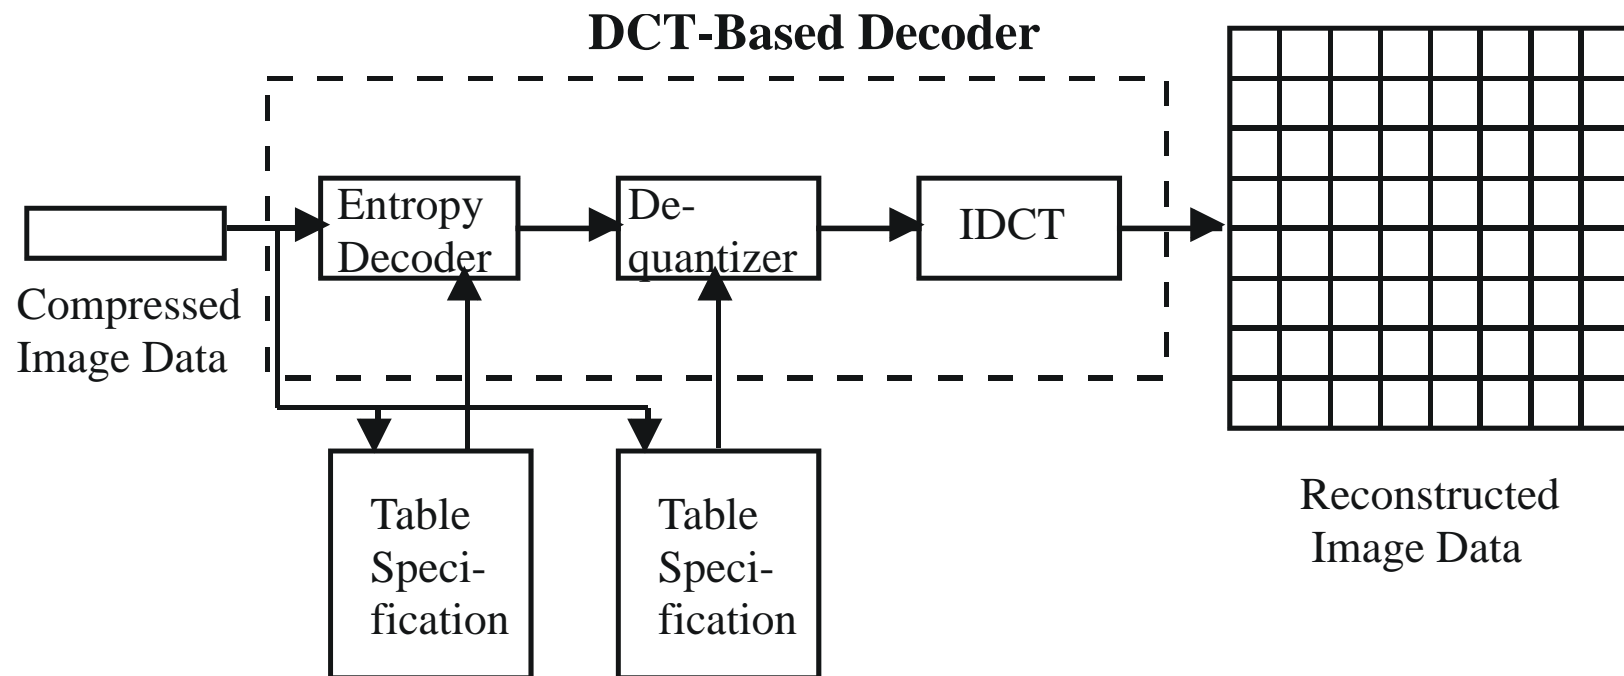 DCT-Based Decoder
Entropy
Decoder
De-
quantizer
IDCT
Compressed
Image Data
Table
Speci-
fication
Table
Speci-
fication
Reconstructed
Image Data